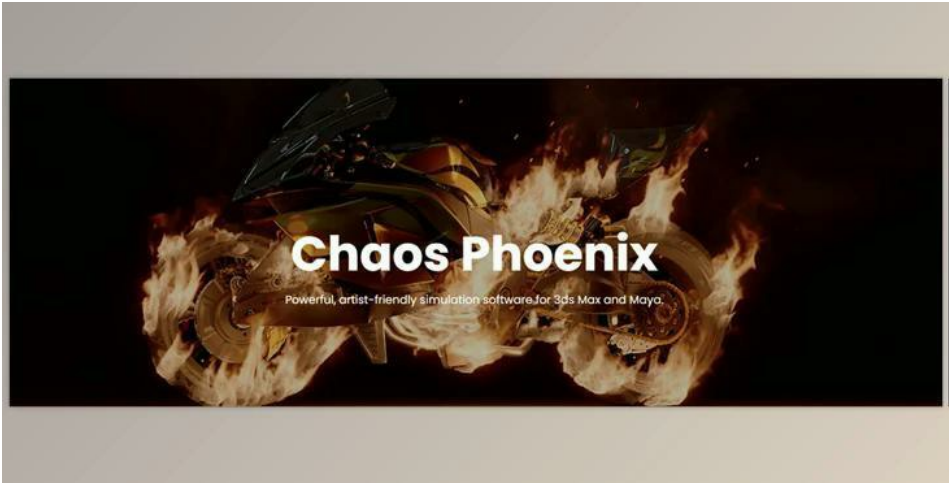 Chaos Phoenix
Powerful, artist-friendly simulation software for 3ds Max and Maya.